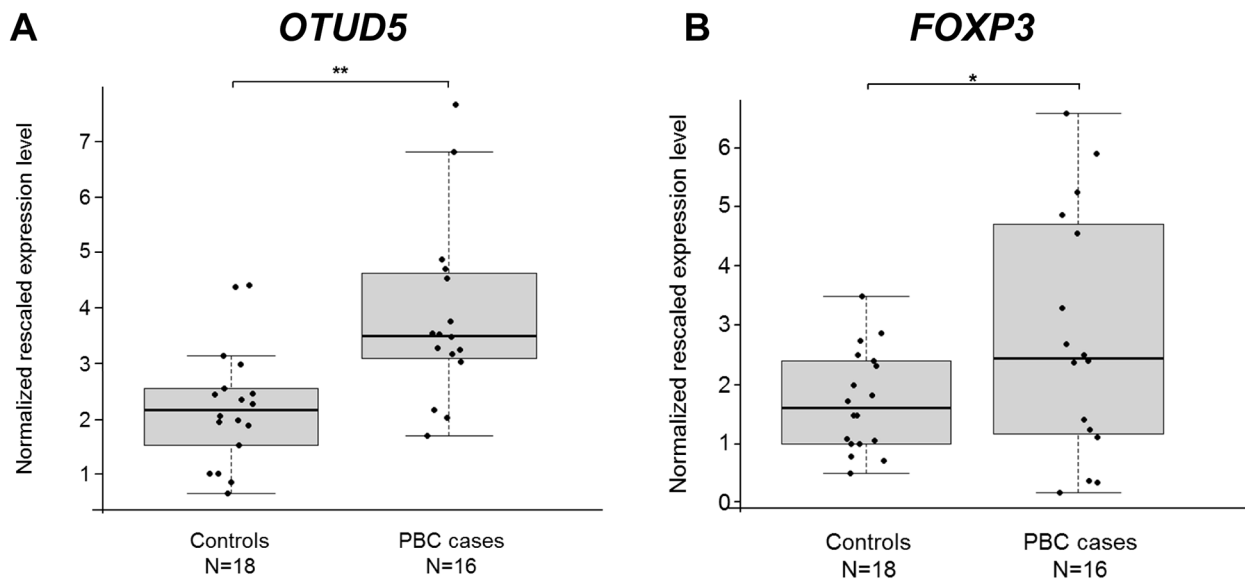 A
OTUD5
**
Normalized rescaled expression level
7
6
5
4
3
2
1
Controls
N=18
PBC cases
N=16
B
FOXP3
*
Normalized rescaled expression level
6
5
4
3
2
1
0
Controls
N=18
PBC cases
N=16